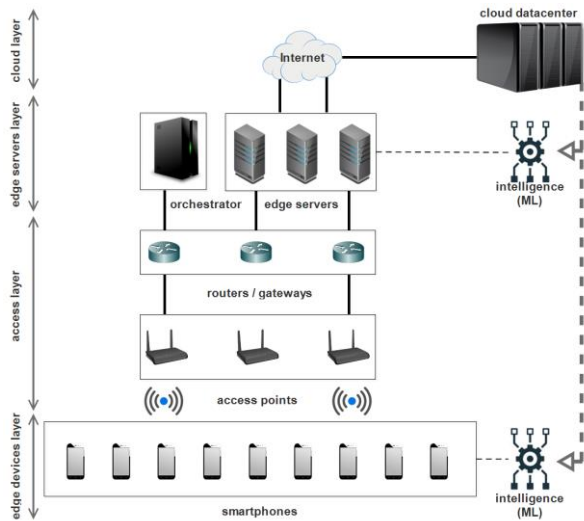 cloud datacenter
cloud layer
Internet
edge servers layer
orchestrator
edge servers
intelligence
(ML)
access layer
routers / gateways
access points
edge devices layer
smartphones
intelligence
(ML)